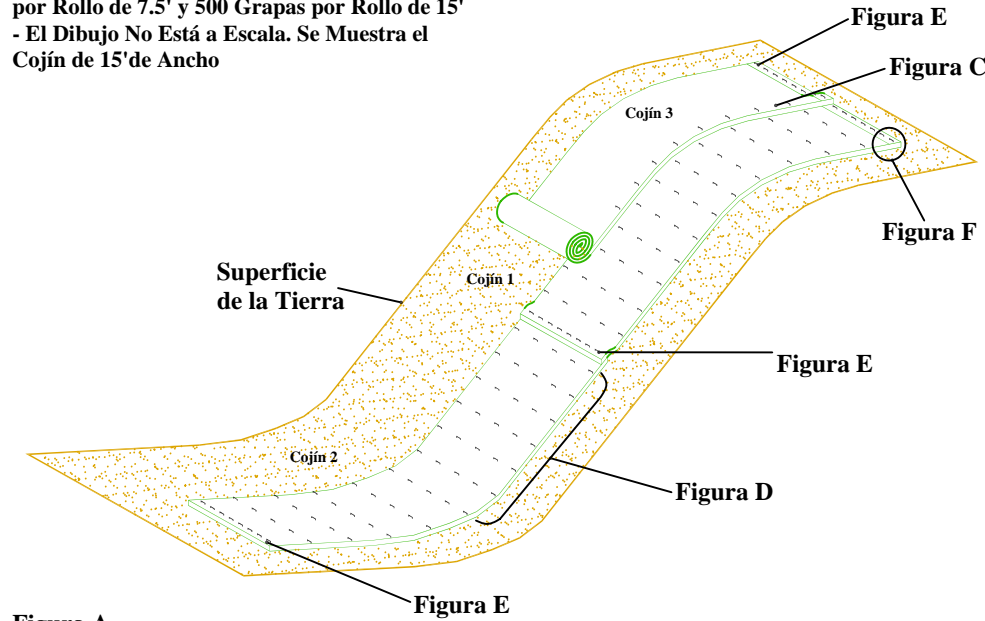 por Rollo de 7.5' y 500 Grapas por Rollo de 15'
- El Dibujo No Está a Escala. Se Muestra el
Cojín de 15'de Ancho
Figura E
Figura C
Cojín 3
Figura F
Superficie
de la Tierra
Cojín 1
Figura E
Cojín 2
Figura D
Figura E
Figura A